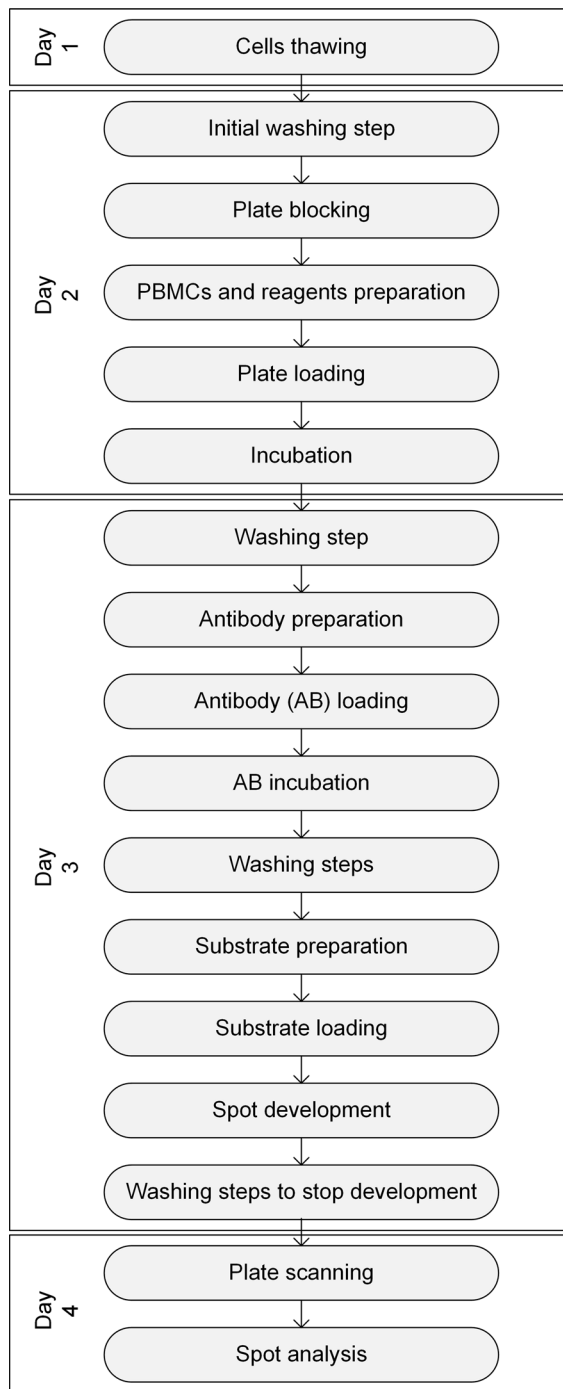 Day 1
Cells thawing
Day 2
Initial washing step
Plate blocking
PBMCs and reagents preparation
Plate loading
Incubation
Day 3
Washing step
Antibody preparation
Antibody (AB) loading
AB incubation
Washing steps
Substrate preparation
Substrate loading
Spot development
Washing steps to stop development
Day 4
Plate scanning
Spot analysis